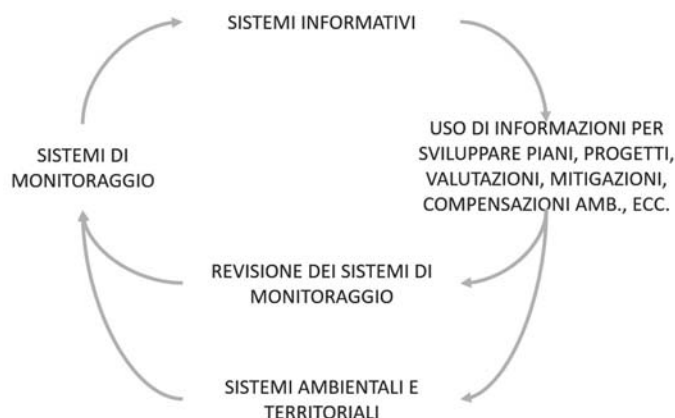 SISTEMI INFORMATIVI
USO DI INFORMAZIONI PER
SVILUPPARE PIANI, PROGETTI,
VALUTAZIONI, MITIGAZIONI,
COMPENSAZIONI AMB., ECC.
SISTEMI DI
MONITORAGGIO
REVISIONE DEI SISTEMI DI
MONITORAGGIO
SISTEMI AMBIENTALI E
TERRITORIALI